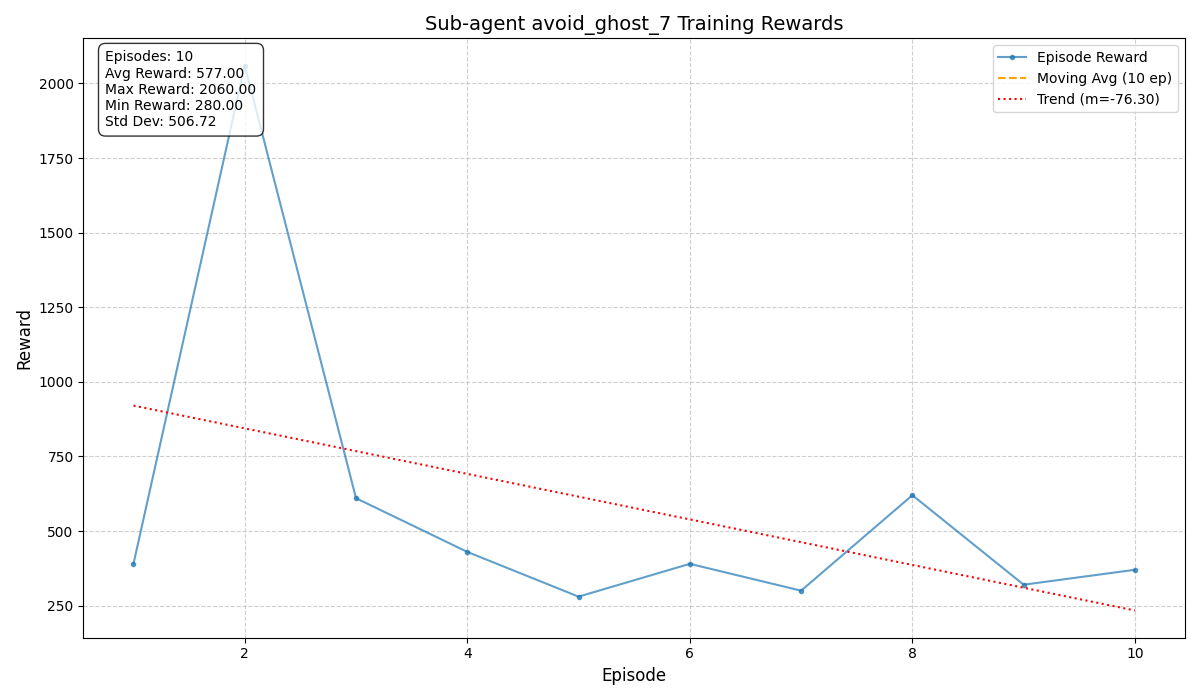 Sub-agent avoid_ghost_7 Training Rewards
Episodes: 10
Avg Reward: 577.00
Max Reward: 2060.00
Min Reward: 280.00
Std Dev: 506.72
Episode Reward
Moving Avg (10 ep)
Trend (m=-76.30)
Reward
2000
1750
1500
1250
1000
750
500
250
2
4
6
8
10
Episode